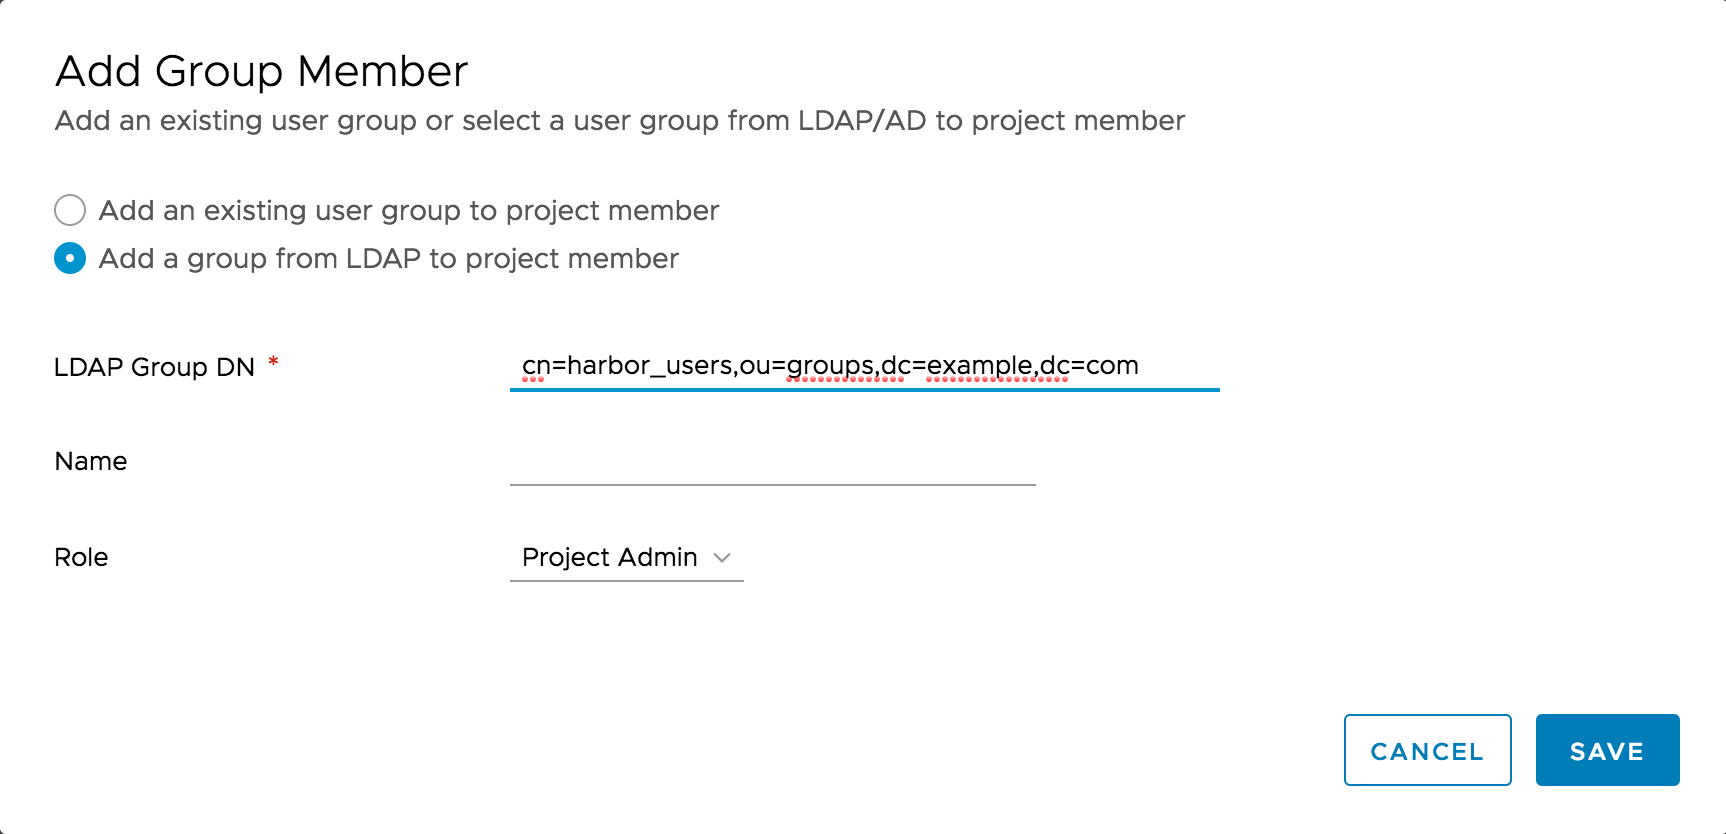 Add Group Member
Add an existing user group or select a user group from LDAP/AD to project member
Add an existing user group to project member
Add a group from LDAP to project member
LDAP Group DN * cn=harbor_users,ou=groups,dc=example,dc=com
Name
Role Project Admin
CANCEL SAVE